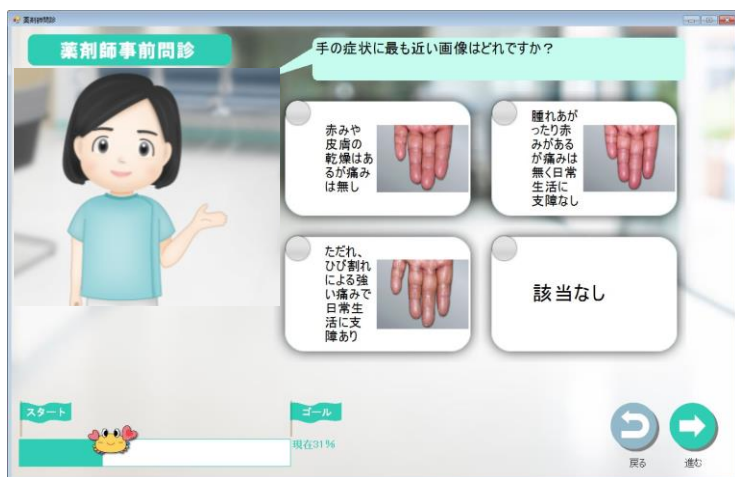 薬剤師問診
薬剤師事前問診
手の症状に最も近い画像はどれですか？
赤みや
皮膚の
乾燥はあ
るが痛み
は無し
腫れあが
ったり赤
みがある
が痛みは
無く日常
生活に
支障なし
ただれ、
ひび割れ
による強
い痛みで
日常生
活に支
障あり
該当なし
スタート
ゴール
現在31%
戻る
進む